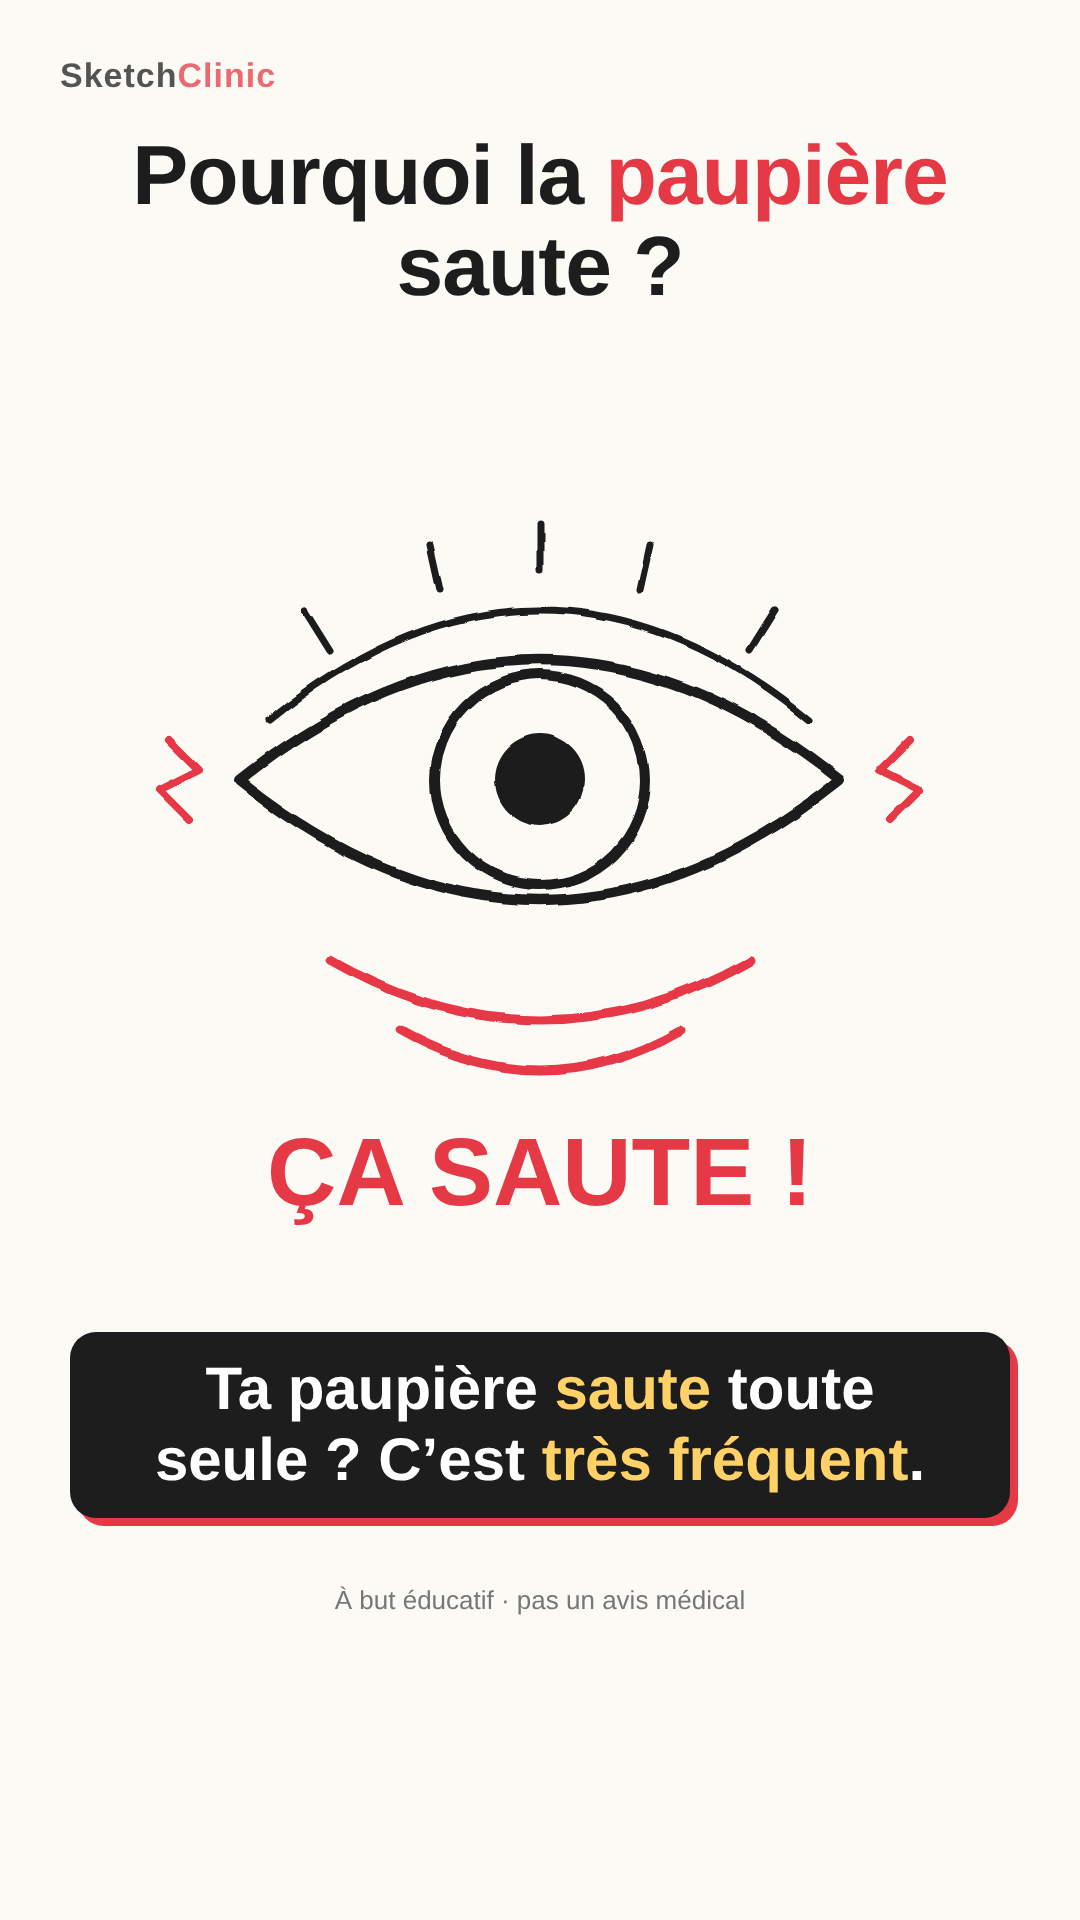 SketchClinic
Pourquoi la paupière
saute ?
ÇA SAUTE !
Ta paupière saute toute
seule ? C’est très fréquent.
À but éducatif · pas un avis médical